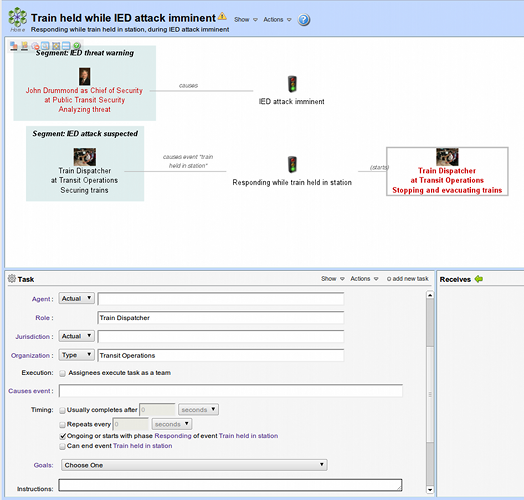 Train held while IED attack imminent
Show
Actions
?
Home
Responding while train held in station, during IED attack imminent
Segment: IED threat warning
John Drummond as Chief of Security
at Public Transit Security
Analyzing threat
causes
IED attack imminent
Segment: IED attack suspected
Train Dispatcher
at Transit Operations
Securing trains
causes event "train
held in station"
Responding while train held in station
(starts)
Train Dispatcher
at Transit Operations
Stopping and evacuating trains
Task
Show
Actions
add new task
Receives
Agent :
Actual
Role :
Train Dispatcher
Jurisdiction :
Actual
Organization :
Type
Transit Operations
Execution:
Assignees execute task as a team
Causes event :
Timing:
Usually completes after
0
seconds
Repeats every
0
seconds
Ongoing or starts with phase Responding of event Train held in station
Can end event Train held in station
Goals:
Choose One
Instructions: